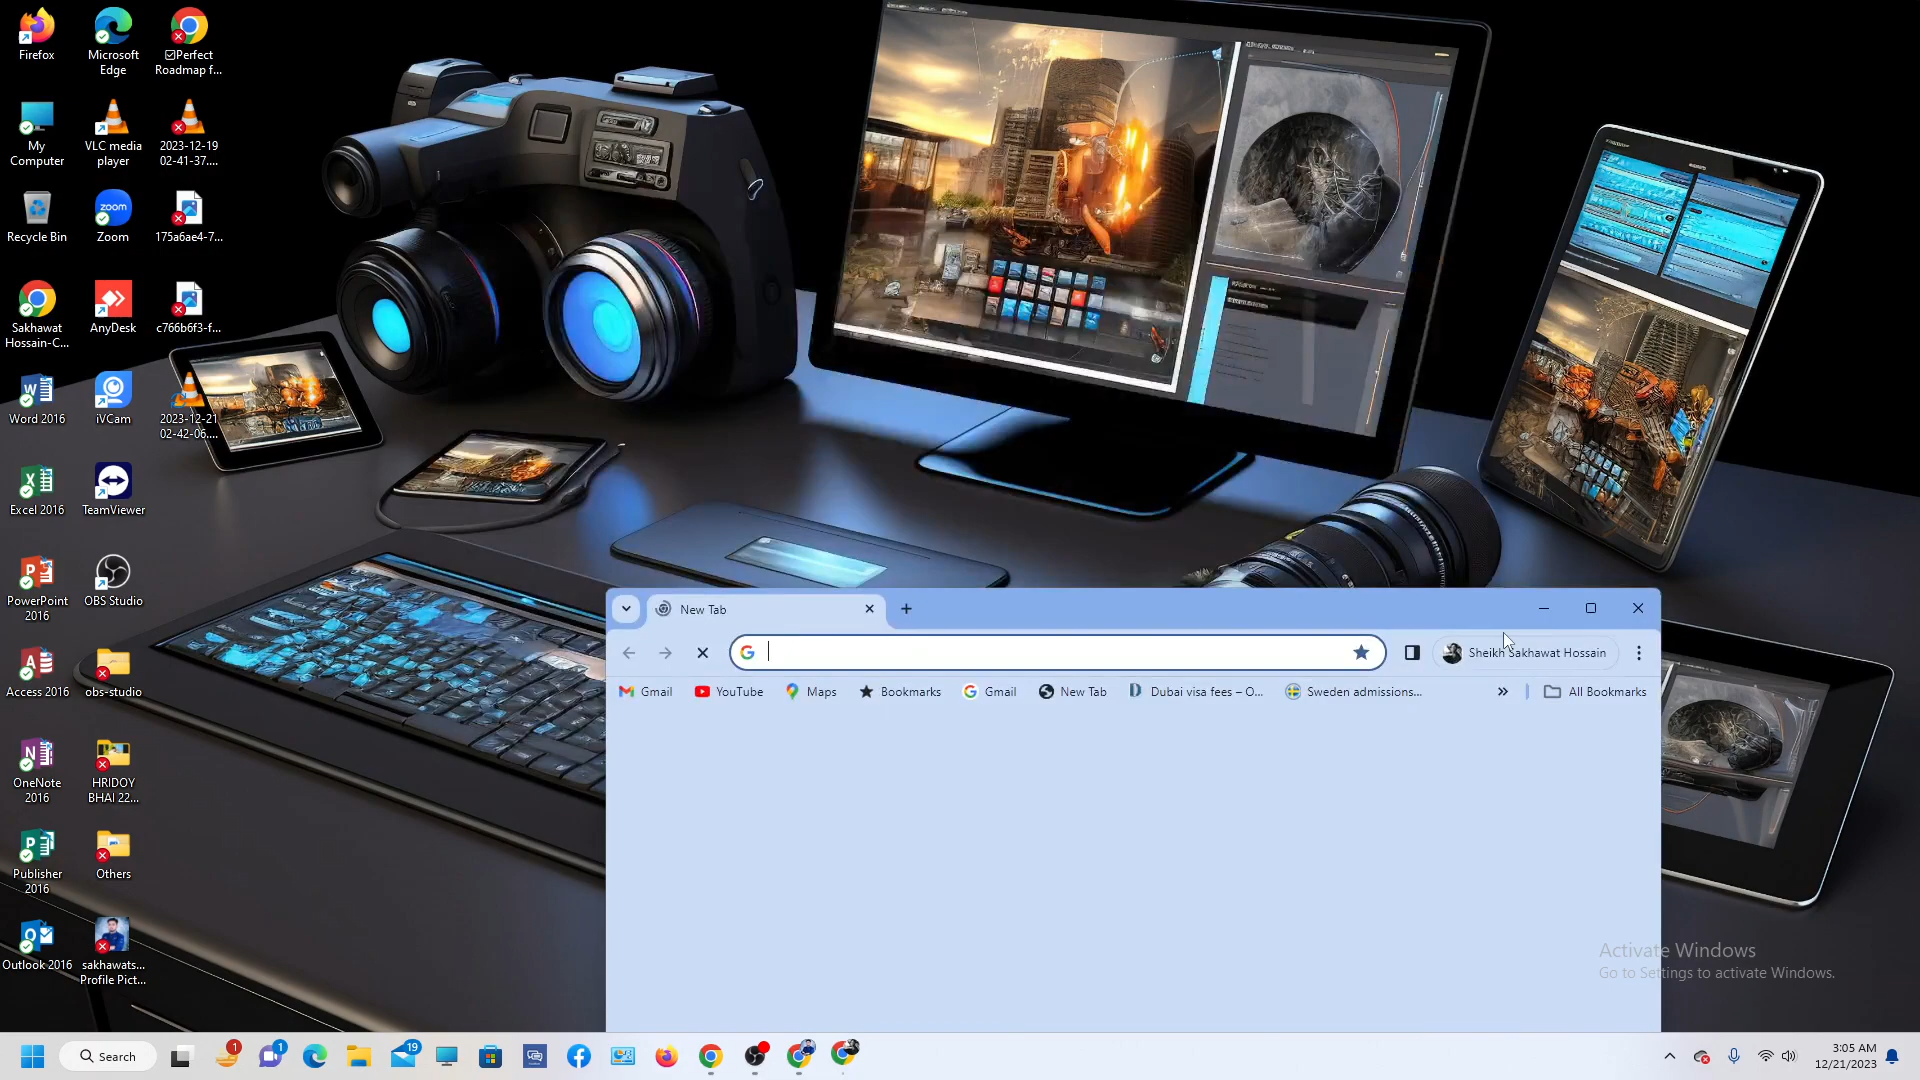 Firefox
Microsoft
Edge
☑Perfect
Roadmap f...
My
Computer
VLC media
player
2023-12-19
02-41-37....
Recycle Bin
zoom
Zoom
175a6ae4-7...
Sakhawat
Hossain-C...
AnyDesk
c766b6f3-f...
Word 2016
iVCam
2023-12-21
02-42-06....
Excel 2016
TeamViewer
PowerPoint
2016
OBS Studio
Access 2016
obs-studio
OneNote
2016
HRIDOY
BHAI 22...
Publisher
2016
Others
Outlook 2016
sakhawats...
Profile Pict...
New Tab
Sheikh Sakhawat Hossain
Gmail
YouTube
Maps
Bookmarks
Gmail
New Tab
Dubai visa fees – O...
Sweden admissions...
All Bookmarks
Activate Windows
Go to Settings to activate Windows.
Search
1
1
19
3:05 AM
12/21/2023